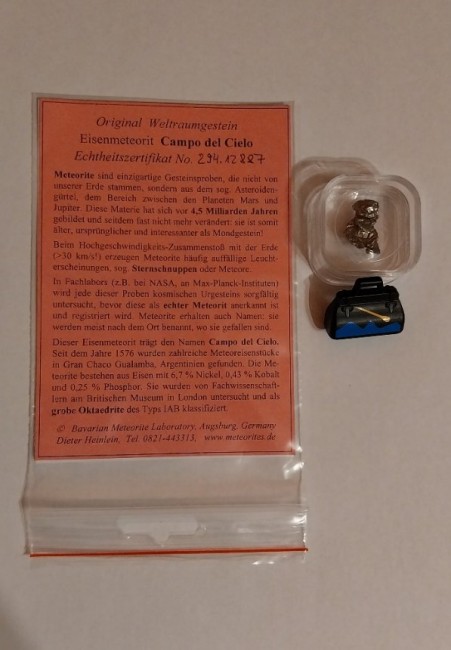 Original Weltraumgestein
Eisenmeteorit Campo del Cielo
Echtheitszertifikat No. 294.12887
Meteorite sind einzigartige Gesteinsproben, die nicht von
unserer Erde stammen, sondern aus dem sog. Asteroiden-
gürtel, dem Bereich zwischen den Planeten Mars und
Jupiter. Diese Materie hat sich vor 4,5 Milliarden Jahren
gebildet und seitdem fast nicht mehr verändert: sie ist somit
älter, ursprünglicher und interessanter als Mondgestein!
Beim Hochgeschwindigkeits-Zusammenstoß mit der Erde
(>30 km/s!) erzeugen Meteorite häufig auffällige Leucht-
erscheinungen, sog. Sternschnuppen oder Meteore.
In Fachlabors (z.B. bei NASA, an Max-Planck-Instituten)
wird jede dieser Proben kosmischen Urgesteins sorgfältig
untersucht, bevor diese als echter Meteorit anerkannt ist
und registriert wird. Meteorite erhalten auch Namen: sie
werden meist nach dem Ort benannt, wo sie gefallen sind.
Dieser Eisenmeteorit trägt den Namen Campo del Cielo.
Seit dem Jahre 1576 wurden zahlreiche Meteoreisenstücke
in Gran Chaco Gualamba, Argentinien gefunden. Die Me-
teorite bestehen aus Eisen mit 6,7 % Nickel, 0,43 % Kobalt
und 0,25 % Phosphor. Sie wurden von Fachwissenschaft-
lern am Britischen Museum in London untersucht und als
grobe Oktaedrite des Typs IAB klassifiziert.
© Bavarian Meteorite Laboratory, Augsburg, Germany
Dieter Heinlein, Tel. 0821-443313, www.meteorites.de